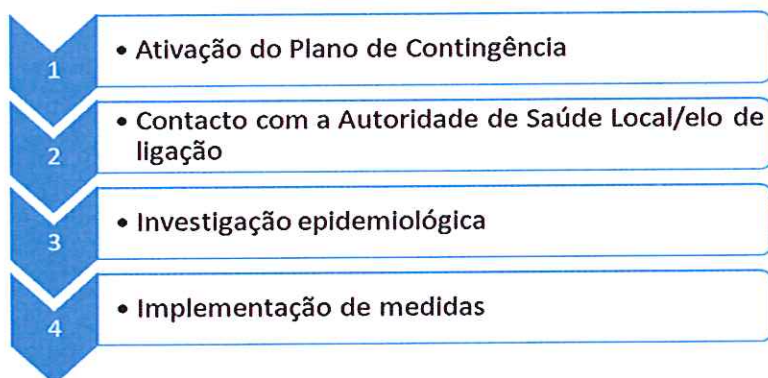 1
• Ativação do Plano de Contingência
2
• Contacto com a Autoridade de Saúde Local/elo de
ligação
3
• Investigação epidemiológica
4
• Implementação de medidas